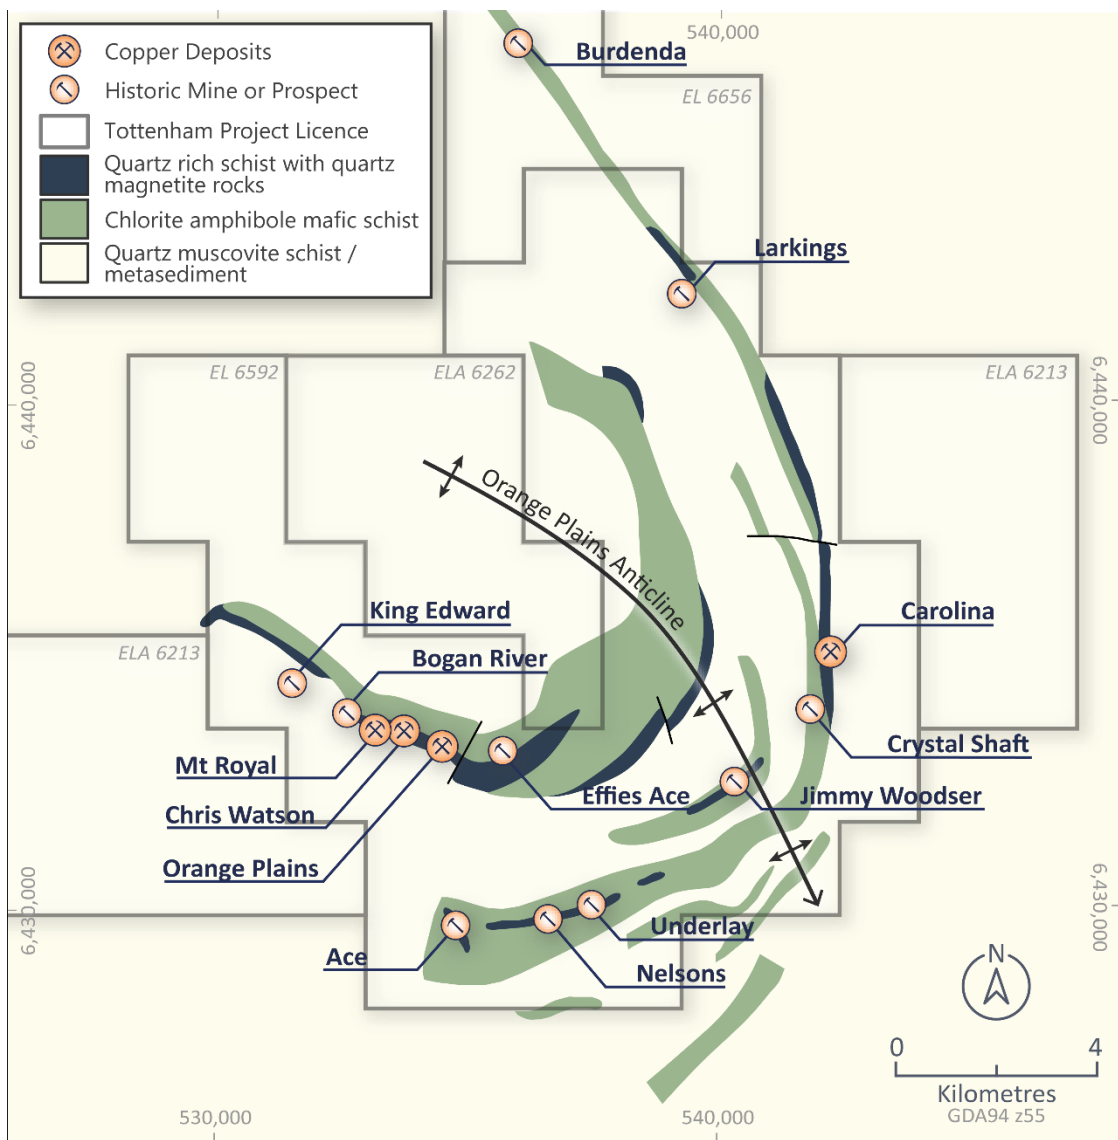 Copper Deposits
Historic Mine or Prospect
Tottenham Project Licence
Quartz rich schist with quartz
magnetite rocks
Chlorite amphibole mafic schist
Quartz muscovite schist /
metasediment
540,000
Burdenda
EL 6656
Larkings
EL 6592
ELA 6262
ELA 6213
6,440,000
6,440,000
Orange Plains Anticline
King Edward
Carolina
ELA 6213
Bogan River
Crystal Shaft
Mt Royal
Effies Ace
Jimmy Woodser
Chris Watson
Orange Plains
6,430,000
6,430,000
Underlay
Ace
Nelsons
N
0
4
Kilometres
GDA94 z55
530,000
540,000